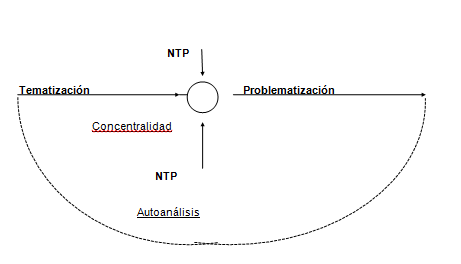 NTP
Tematización
Problematización
Concentralidad
NTP
Autoanálisis